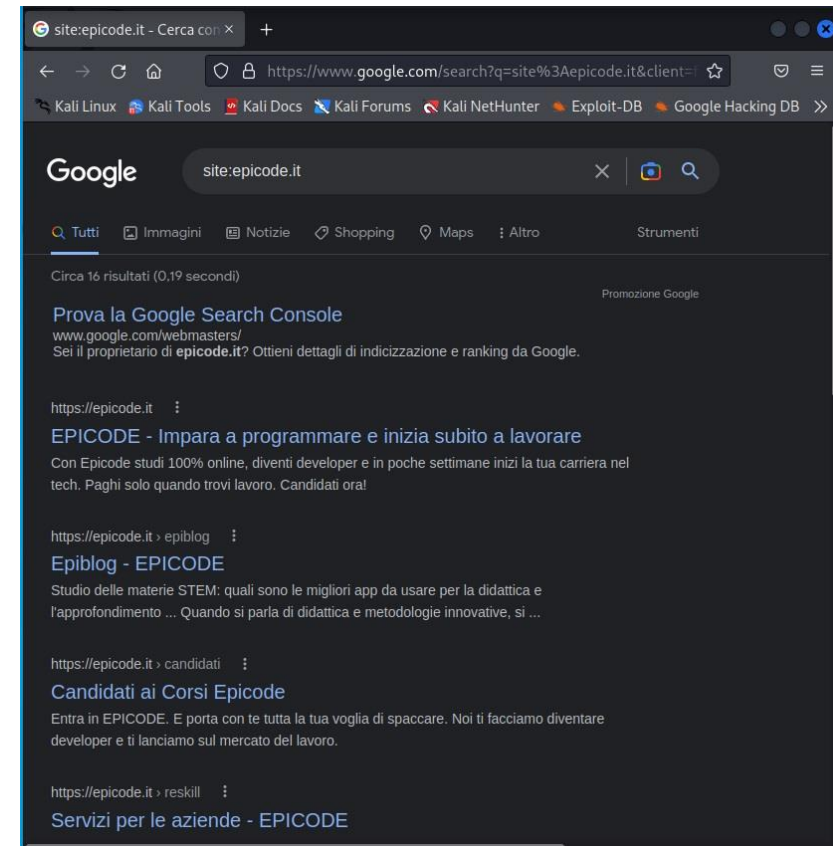 site:epicode.it - Cerca con
https://www.google.com/search?q=site%3Aepicode.it&client=
Kali Linux Kali Tools Kali Docs Kali Forums Kali NetHunter Exploit-DB Google Hacking DB
Google site:epicode.it
Tutti Immagini Notizie Shopping Maps Altro Strumenti
Circa 16 risultati (0,19 secondi)
Promozione Google
Prova la Google Search Console
www.google.com/webmasters/
Sei il proprietario di epicode.it? Ottieni dettagli di indicizzazione e ranking da Google.
https://epicode.it
EPICODE - Impara a programmare e inizia subito a lavorare
Con Epicode studi 100% online, diventi developer e in poche settimane inizi la tua carriera nel
tech. Paghi solo quando trovi lavoro. Candidati ora!
https://epicode.it › epiblog
Epiblog - EPICODE
Studio delle materie STEM: quali sono le migliori app da usare per la didattica e
l'approfondimento ... Quando si parla di didattica e metodologie innovative, si ...
https://epicode.it › candidati
Candidati ai Corsi Epicode
Entra in EPICODE. E porta con te tutta la tua voglia di spaccare. Noi ti facciamo diventare
developer e ti lanciamo sul mercato del lavoro.
https://epicode.it › reskill
Servizi per le aziende - EPICODE